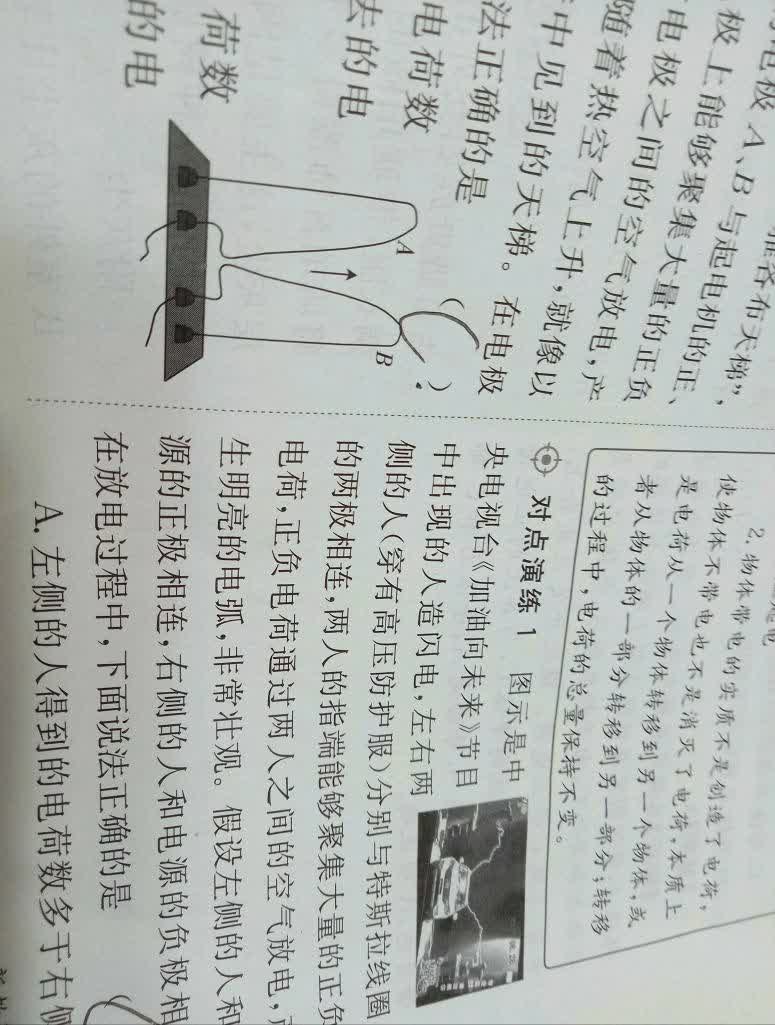 电极 A、B 与起电机的正、
极上能够聚集大量的正负
电极之间的空气放电,产
随着热空气上升,就像以
中见到的天梯。在电极
法正确的是
( )
电荷数
去的电
荷数
的电
A
B
2. 物体带电的实质不是创造了电荷,
使物体不带电也不是消灭了电荷,本质上
是电荷从一个物体转移到另一个物体,或
者从物体的一部分转移到另一部分;转移
的过程中,电荷的总量保持不变。
对点演练 1 图示是中
央电视台《加油向未来》节目
中出现的人造闪电,左右两
侧的人(穿有高压防护服)分别与特斯拉线圈
的两极相连,两人的指端能够聚集大量的正负
电荷,正负电荷通过两人之间的空气放电,产
生明亮的电弧,非常壮观。假设左侧的人和
源的正极相连,右侧的人和电源的负极相
在放电过程中,下面说法正确的是
A. 左侧的人得到的电荷数多于右侧